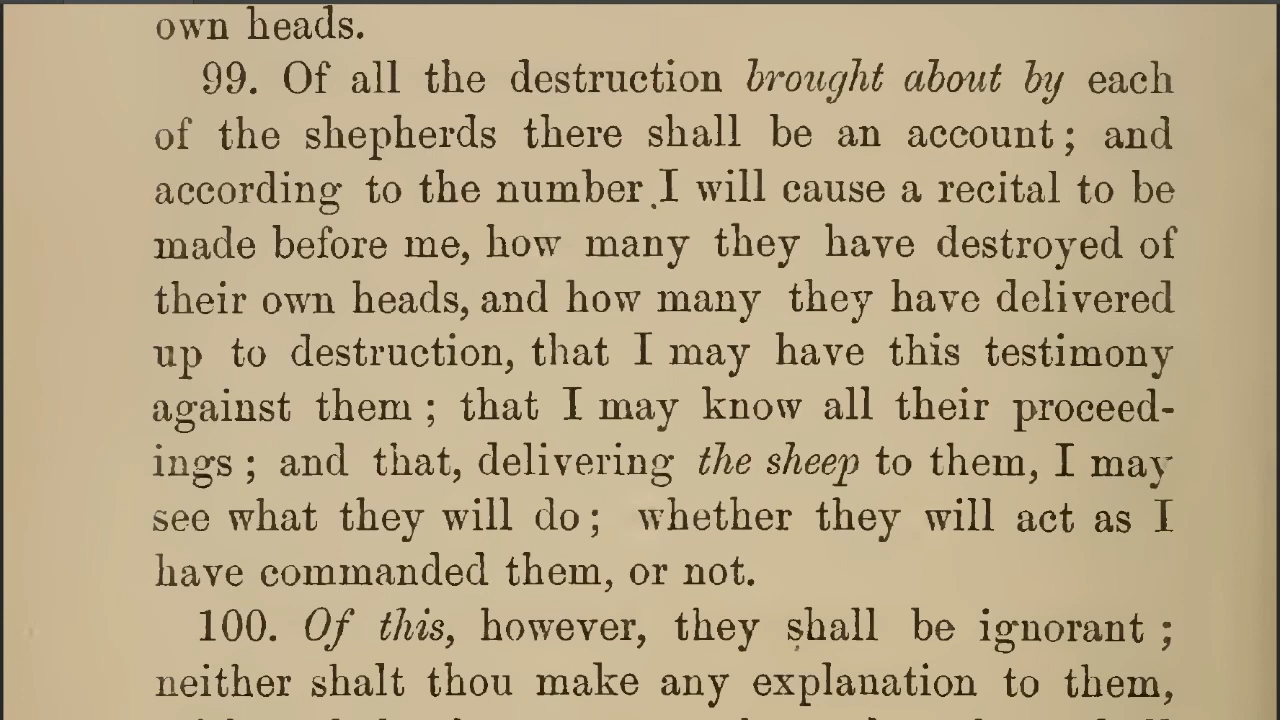 own heads.
99. Of all the destruction brought about by each
of the shepherds there shall be an account; and
according to the number I will cause a recital to be
made before me, how many they have destroyed of
their own heads, and how many they have delivered
up to destruction, that I may have this testimony
against them; that I may know all their proceed-
ings; and that, delivering the sheep to them, I may
see what they will do; whether they will act as I
have commanded them, or not.
100. Of this, however, they shall be ignorant;
neither shalt thou make any explanation to them,